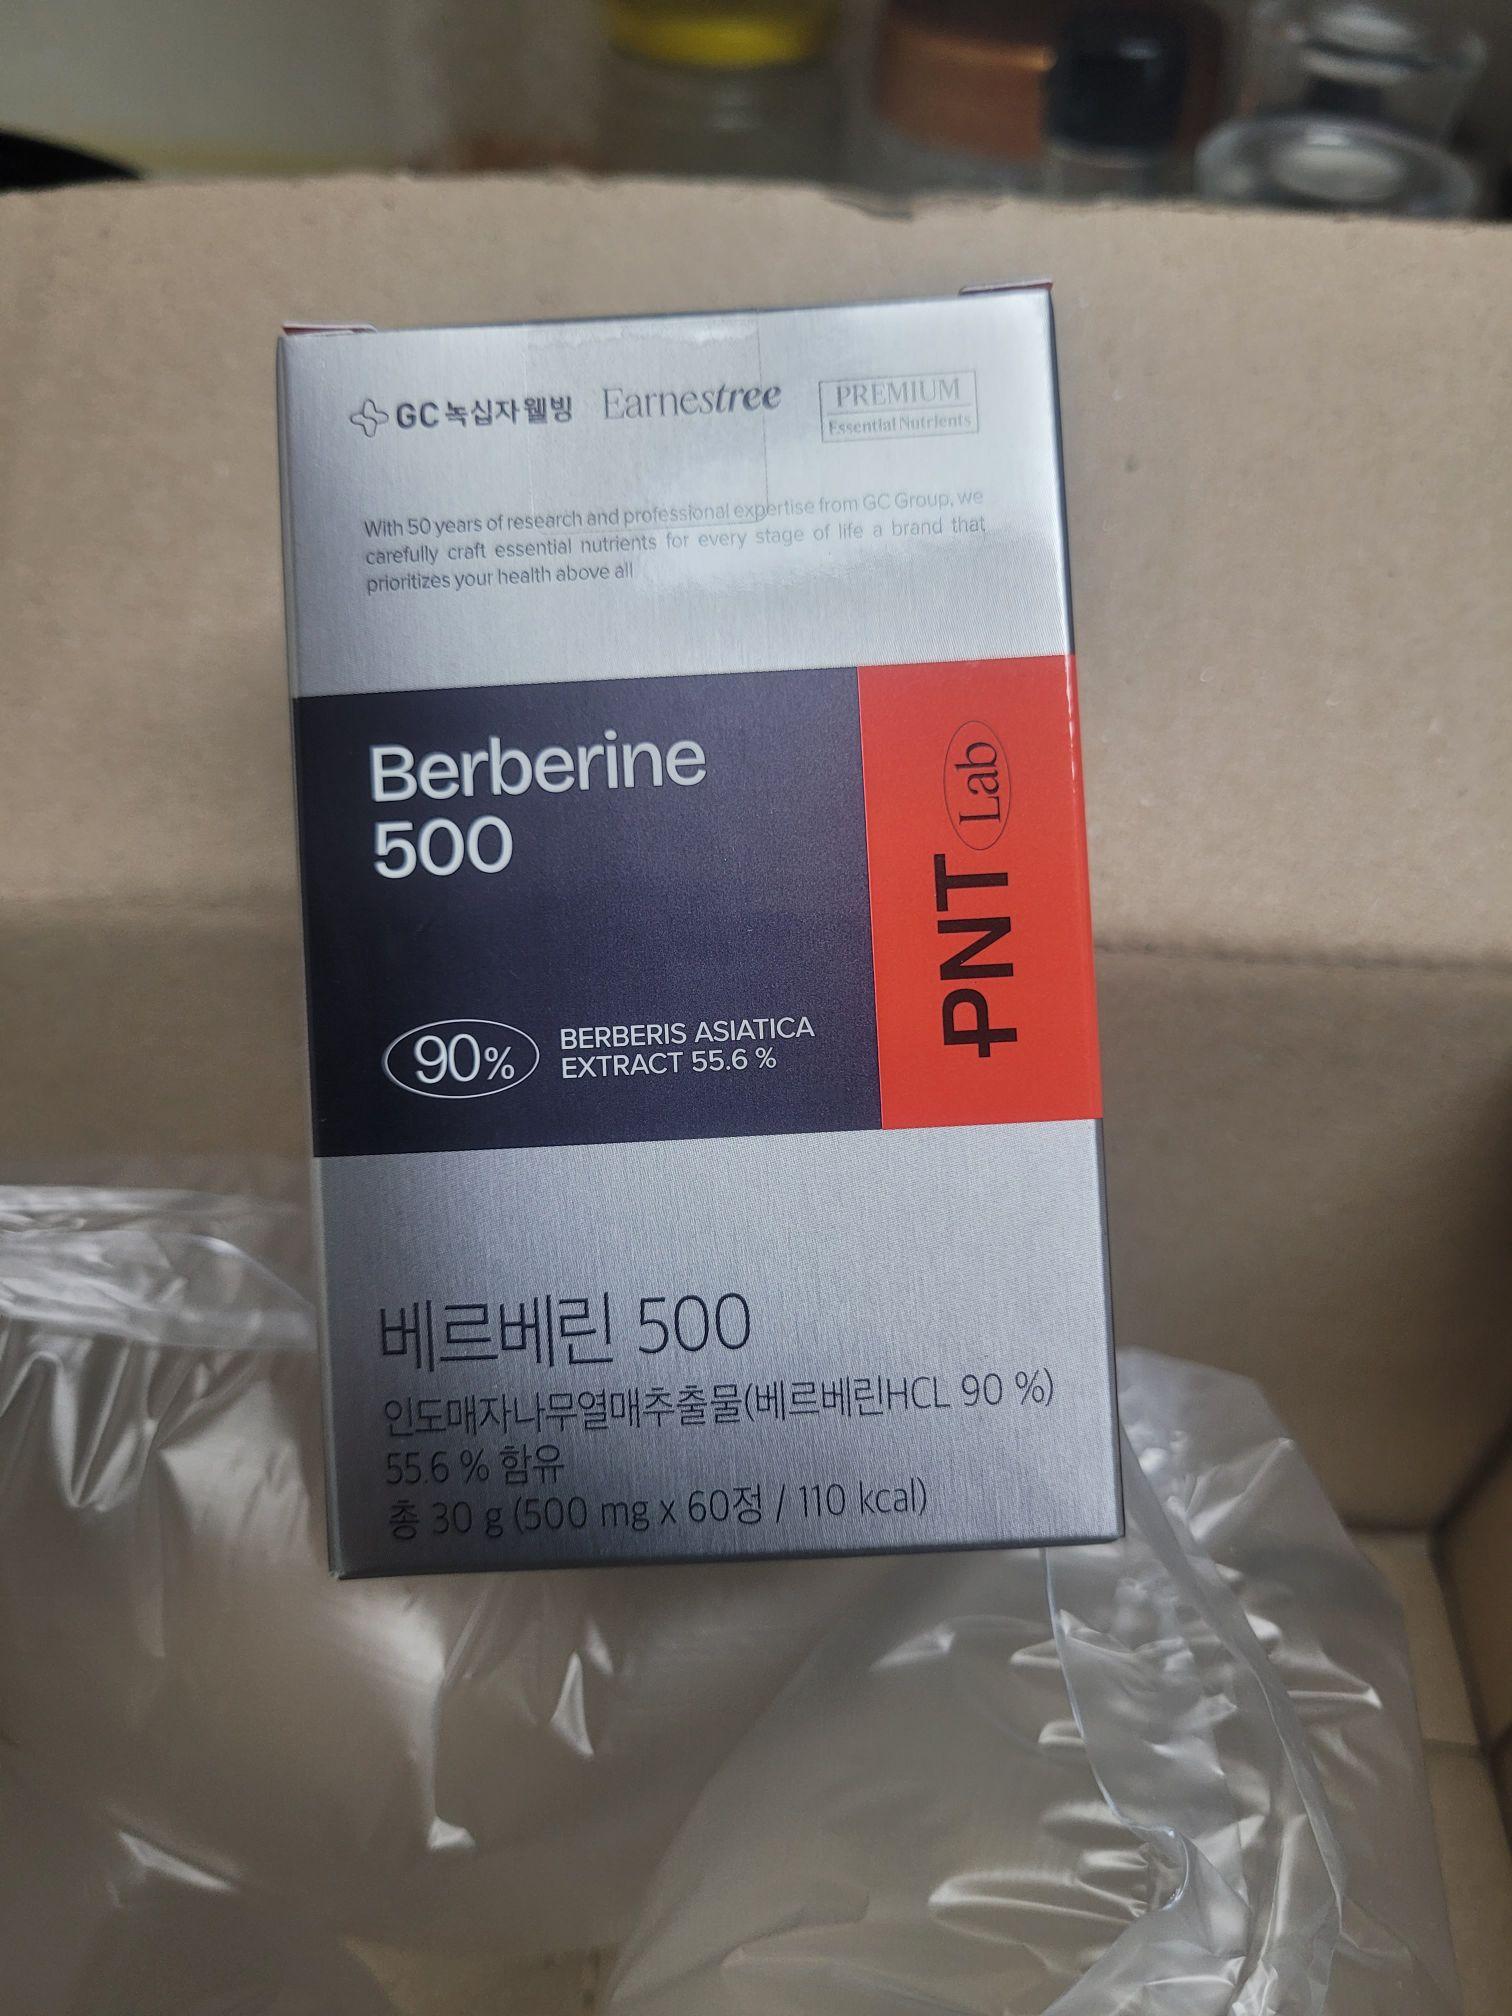 GC 녹십자웰빙 Earnestree PREMIUM
Essential Nutrients
With 50 years of research and professional expertise from GC Group, we
carefully craft essential nutrients for every stage of life a brand that
prioritizes your health above all
Berberine
500
PNT Lab
90%
BERBERIS ASIATICA
EXTRACT 55.6 %
베르베린 500
인도매자나무열매추출물(베르베린HCL 90 %)
55.6 % 함유
총 30 g (500 mg x 60정 / 110 kcal)